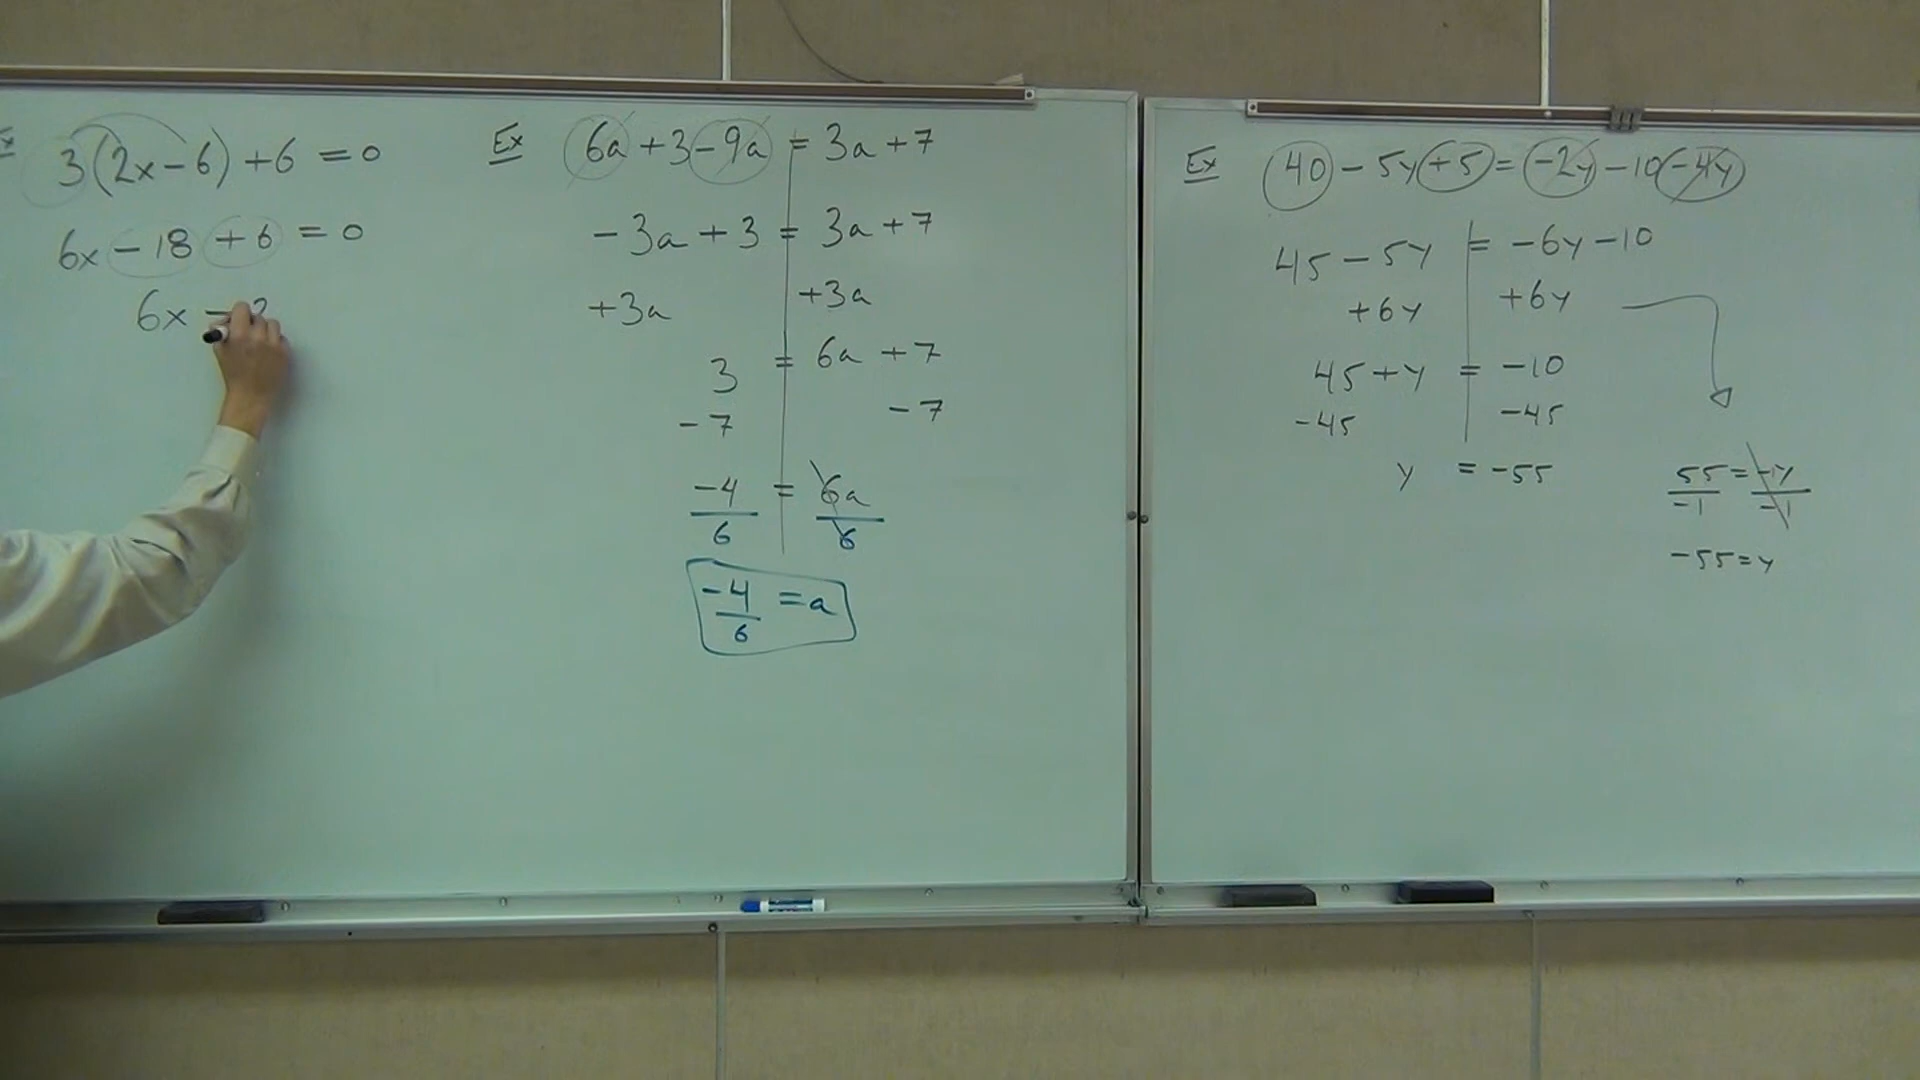 3(2x-6)+6=0
6x-18+6=0
6x -
Ex 6a+3-9a=3a+7
-3a+3=3a+7
+3a +3a
3 = 6a+7
-7 -7
-4/6 = 6a/6
-4/6 = a
Ex 40-5y+5=-2y-10-4y
45-5y=-6y-10
+6y +6y
45+y=-10
-45 -45
y = -55
55/-1 = -1y/-1
-55=y